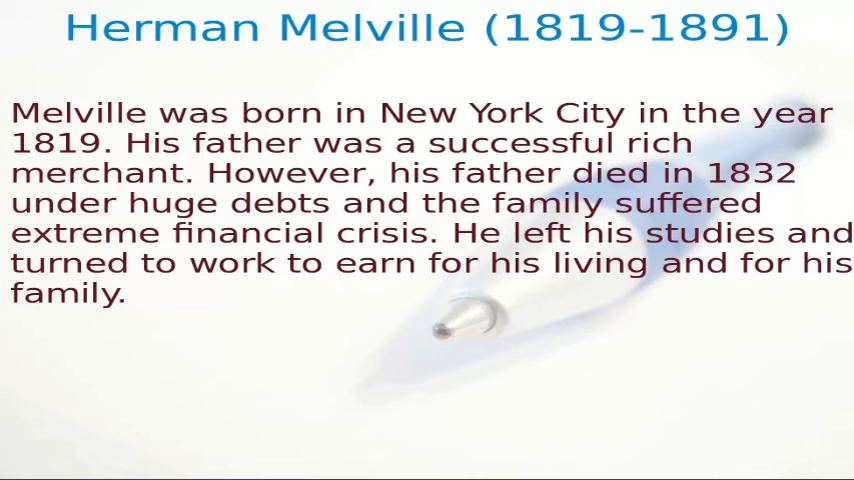 Herman Melville (1819-1891)
Melville was born in New York City in the year
1819. His father was a successful rich
merchant. However, his father died in 1832
under huge debts and the family suffered
extreme financial crisis. He left his studies and
turned to work to earn for his living and for his
family.